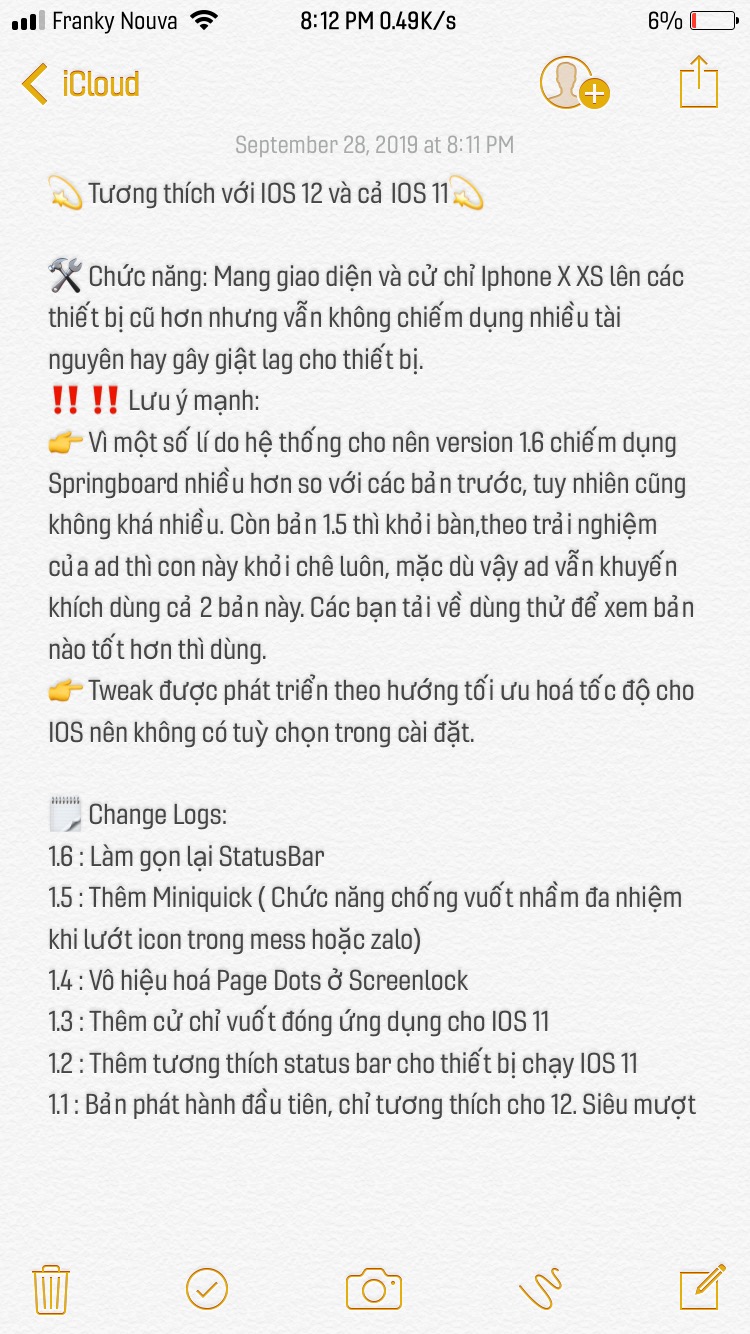 Franky Nouva 8:12 PM 0.49K/s 6%
iCloud
September 28, 2019 at 8:11 PM
💫 Tương thích với IOS 12 và cả IOS 11💫
🛠 Chức năng: Mang giao diện và cử chỉ Iphone X XS lên các
thiết bị cũ hơn nhưng vẫn không chiếm dụng nhiều tài
nguyên hay gây giật lag cho thiết bị.
‼️ ‼️ Lưu ý mạnh:
👉 Vì một số lí do hệ thống cho nên version 1.6 chiếm dụng
Springboard nhiều hơn so với các bản trước, tuy nhiên cũng
không khá nhiều. Còn bản 1.5 thì khỏi bàn,theo trải nghiệm
của ad thì con này khỏi chê luôn, mặc dù vậy ad vẫn khuyến
khích dùng cả 2 bản này. Các bạn tải về dùng thử để xem bản
nào tốt hơn thì dùng.
👉 Tweak được phát triển theo hướng tối ưu hoá tốc độ cho
IOS nên không có tuỳ chọn trong cài đặt.
🗒 Change Logs:
1.6 : Làm gọn lại StatusBar
1.5 : Thêm Miniquick ( Chức năng chống vuốt nhầm đa nhiệm
khi lướt icon trong mess hoặc zalo)
1.4 : Vô hiệu hoá Page Dots ở Screenlock
1.3 : Thêm cử chỉ vuốt đóng ứng dụng cho IOS 11
1.2 : Thêm tương thích status bar cho thiết bị chạy IOS 11
1.1 : Bản phát hành đầu tiên, chỉ tương thích cho 12. Siêu mượt